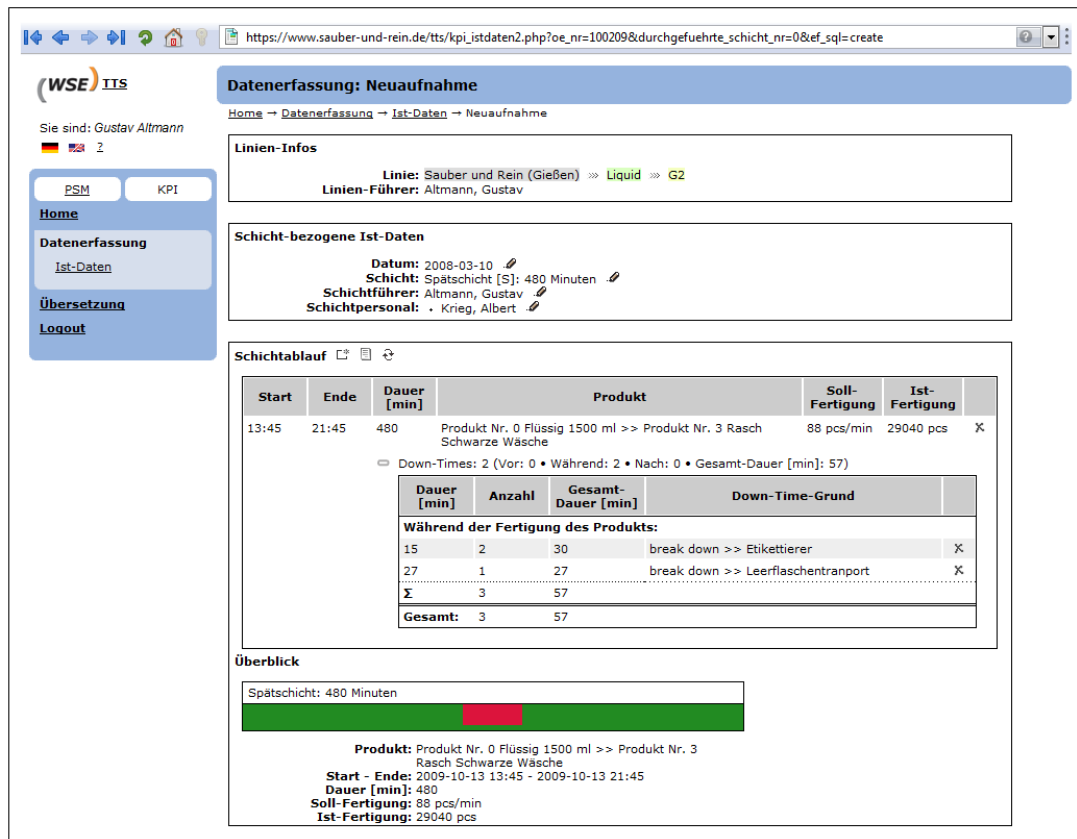 https://www.sauber-und-rein.de/tts/kpi_istdaten2.php?oe_nr=100209&durchgefuehrte_schicht_nr=0&ef_sql=create
(WSE) TTS
Datenerfassung: Neuaufnahme
Home → Datenerfassung → Ist-Daten → Neuaufnahme
Sie sind: Gustav Altmann
?
PSM KPI
Home
Datenerfassung
Ist-Daten
Übersetzung
Logout
Linien-Infos
Linie: Sauber und Rein (Gießen) »» Liquid »» G2
Linien-Führer: Altmann, Gustav
Schicht-bezogene Ist-Daten
Datum: 2008-03-10
Schicht: Spätschicht [S]: 480 Minuten
Schichtführer: Altmann, Gustav
Schichtpersonal: • Krieg, Albert
Schichtablauf
Start Ende Dauer [min] Produkt Soll-Fertigung Ist-Fertigung
13:45 21:45 480 Produkt Nr. 0 Flüssig 1500 ml >> Produkt Nr. 3 Rasch 88 pcs/min 29040 pcs
Schwarze Wäsche
Down-Times: 2 (Vor: 0 • Während: 2 • Nach: 0 • Gesamt-Dauer [min]: 57)
Dauer [min] Anzahl Gesamt-Dauer [min] Down-Time-Grund
Während der Fertigung des Produkts:
15 2 30 break down >> Etikettierer
27 1 27 break down >> Leerflaschentranport
Σ 3 57
Gesamt: 3 57
Überblick
Spätschicht: 480 Minuten
Produkt: Produkt Nr. 0 Flüssig 1500 ml >> Produkt Nr. 3
Rasch Schwarze Wäsche
Start - Ende: 2009-10-13 13:45 - 2009-10-13 21:45
Dauer [min]: 480
Soll-Fertigung: 88 pcs/min
Ist-Fertigung: 29040 pcs